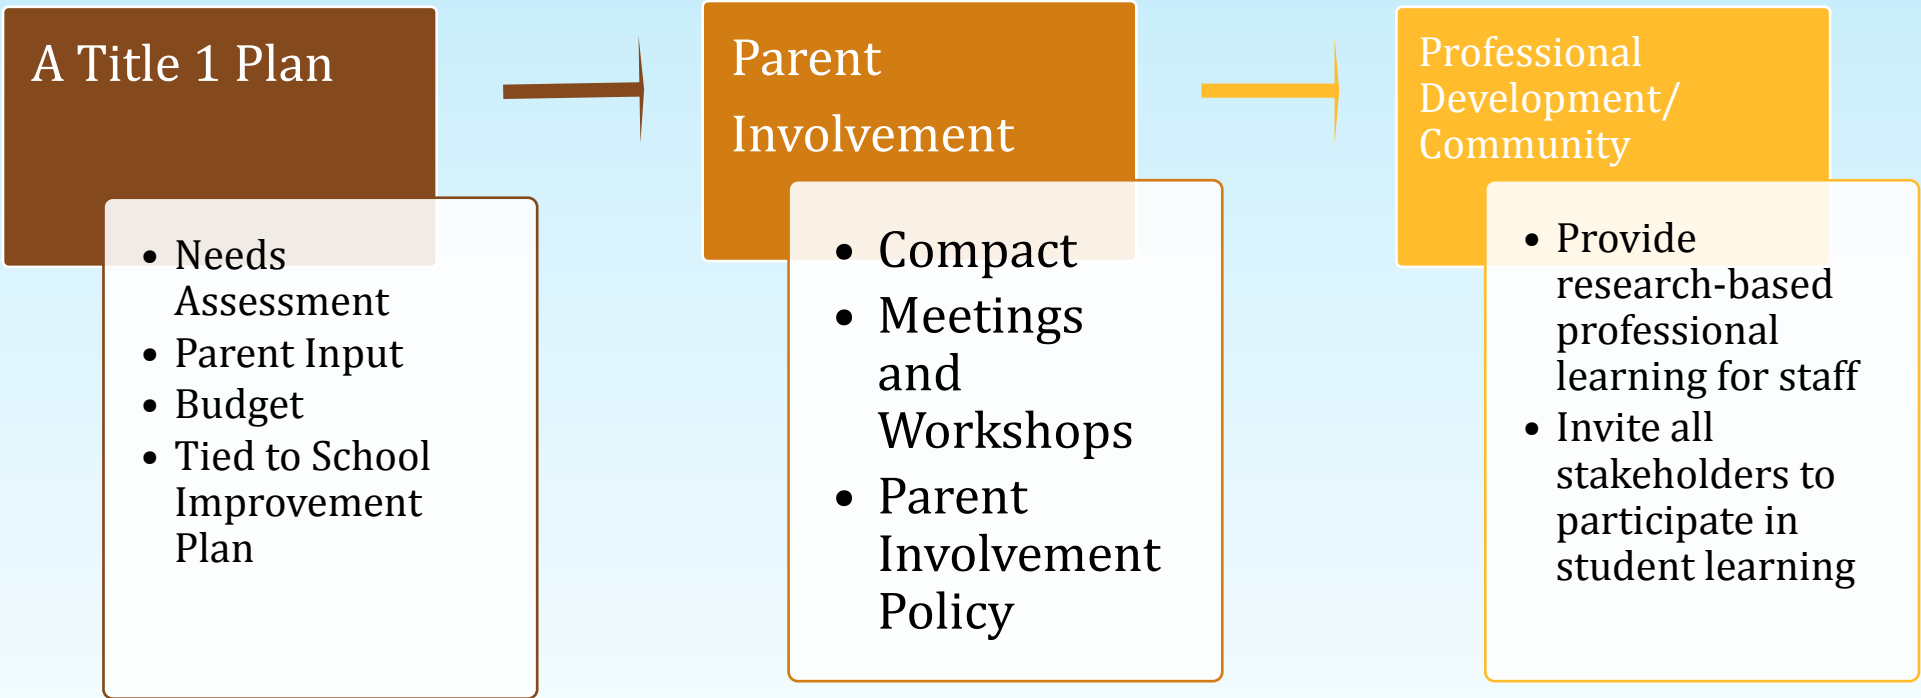 A Title 1 Plan
• Needs
Assessment
• Parent Input
• Budget
• Tied to School
Improvement
Plan
Parent
Involvement
• Compact
• Meetings
and
Workshops
• Parent
Involvement
Policy
Professional
Development/
Community
• Provide
research-based
professional
learning for staff
• Invite all
stakeholders to
participate in
student learning